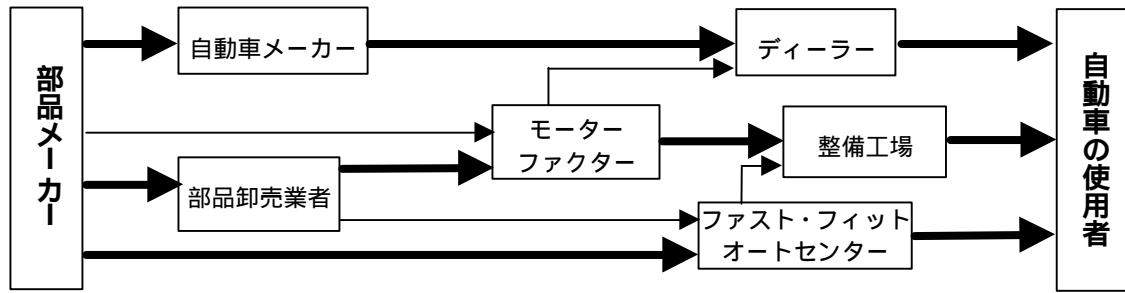 部品メーカー
自動車メーカー
ディーラー
モーター
ファクター
整備工場
部品卸売業者
ファスト・フィット
オートセンター
自動車の使用者